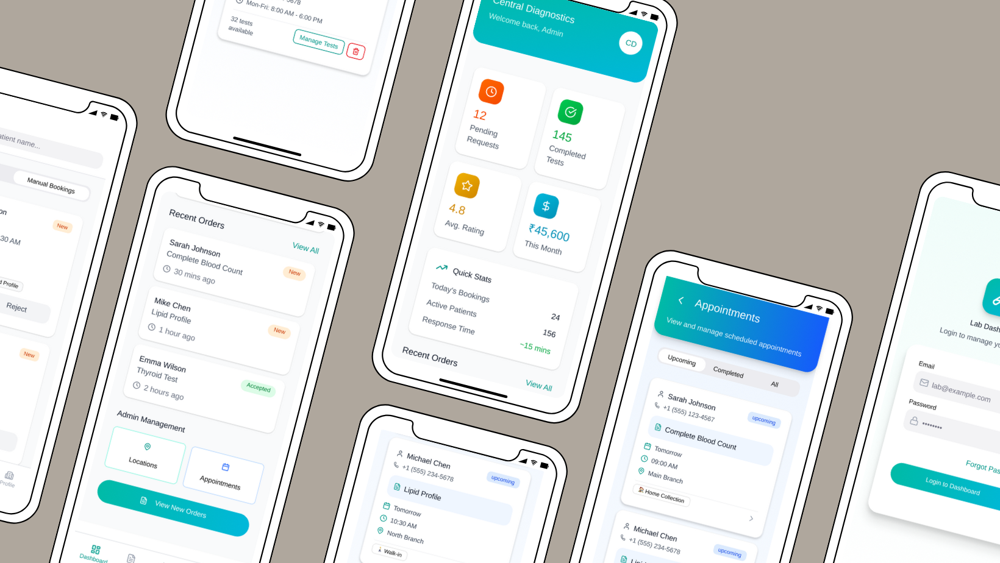 Mon-Fri: 8:00 AM - 6:00 PM
32 tests
available
Manage Tests
Central Diagnostics
Welcome back, Admin
CD
12
Pending
Requests
145
Completed
Tests
4.8
Avg. Rating
₹45,600
This Month
Quick Stats
Today's Bookings
24
Active Patients
156
Response Time
~15 mins
Recent Orders
View All
name...
Manual Bookings
New
AM
Profile
Reject
New
Profile
Recent Orders
View All
Sarah Johnson
Complete Blood Count
New
30 mins ago
Mike Chen
Lipid Profile
New
1 hour ago
Emma Wilson
Thyroid Test
Accepted
2 hours ago
Admin Management
Locations
Appointments
View New Orders
Dashboard
Michael Chen
+1 (555) 234-5678
upcoming
Lipid Profile
Tomorrow
10:30 AM
North Branch
Walk-in
Appointments
View and manage scheduled appointments
Upcoming
Completed
All
Sarah Johnson
+1 (555) 123-4567
upcoming
Complete Blood Count
Tomorrow
09:00 AM
Main Branch
Home Collection
Michael Chen
+1 (555) 234-5678
upcoming
Lab
Login to manage
Email
lab@example.com
Password
••••••••
Forgot
Login to Dashboard